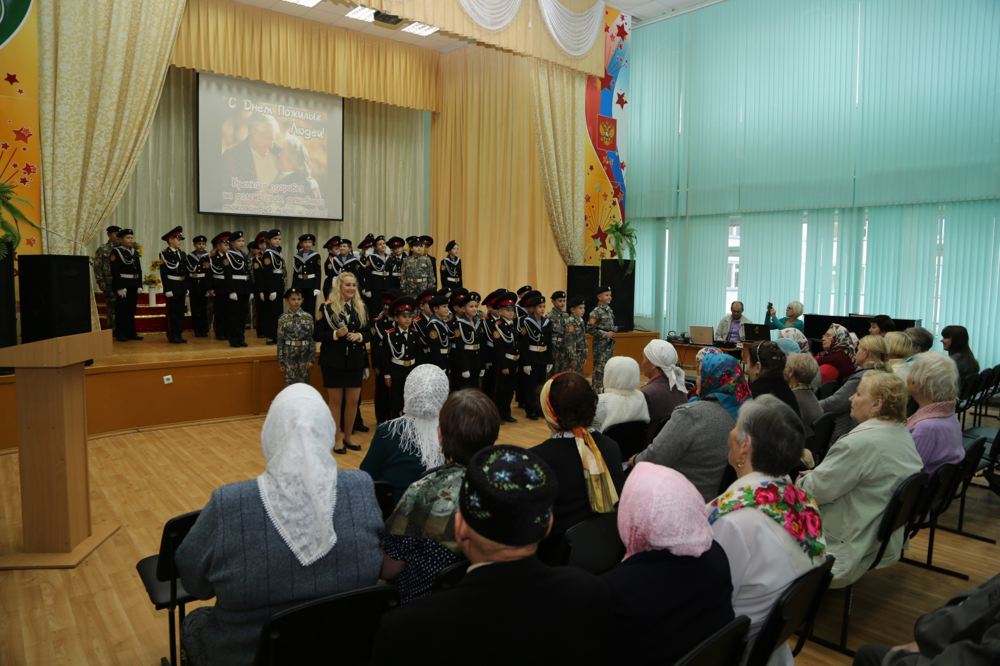 С Днем Пожилых
Людей!
Крепкого здоровья
на долгие годы, душевного
спокойствия, мира и добра!